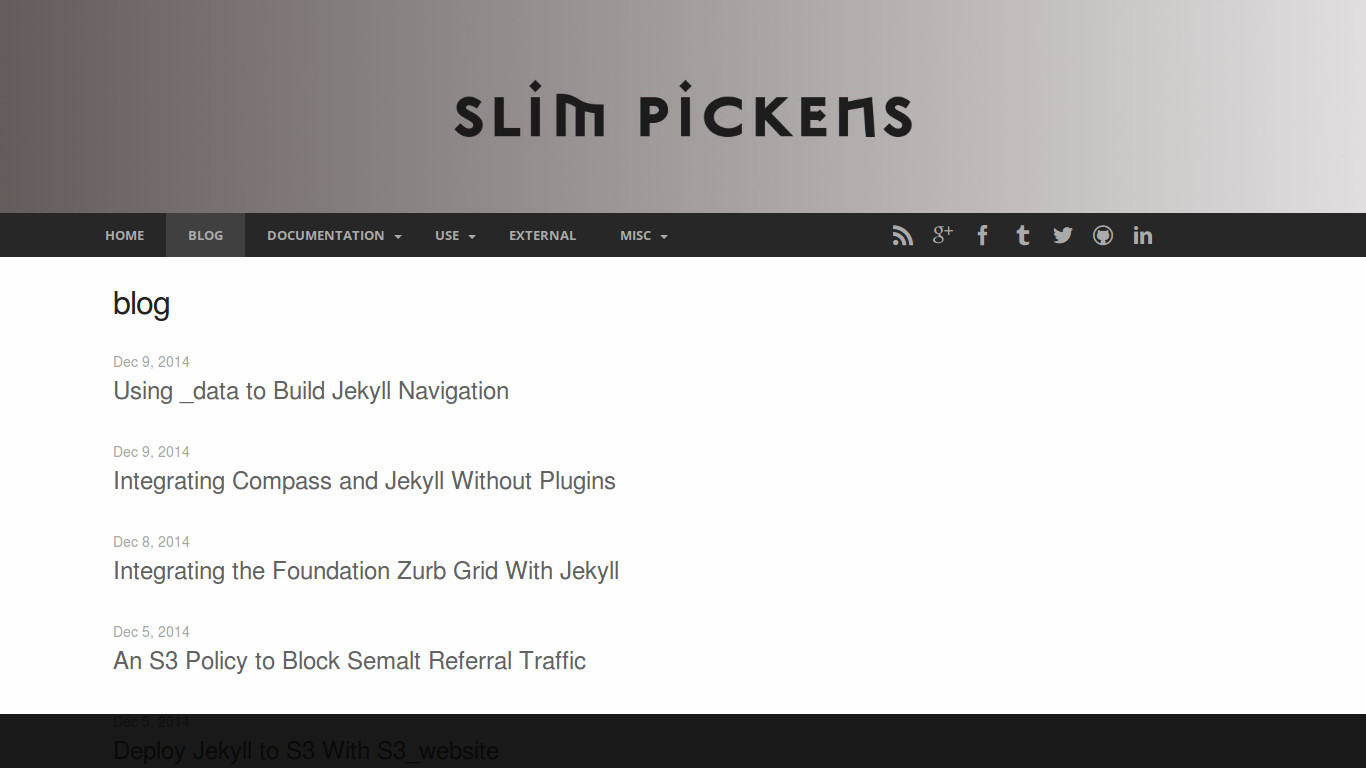 SLIM PICKENS
HOME BLOG DOCUMENTATION USE EXTERNAL MISC
blog
Dec 9, 2014
Using _data to Build Jekyll Navigation
Dec 9, 2014
Integrating Compass and Jekyll Without Plugins
Dec 8, 2014
Integrating the Foundation Zurb Grid With Jekyll
Dec 5, 2014
An S3 Policy to Block Semalt Referral Traffic
Dec 5, 2014
Deploy Jekyll to S3 With S3_website